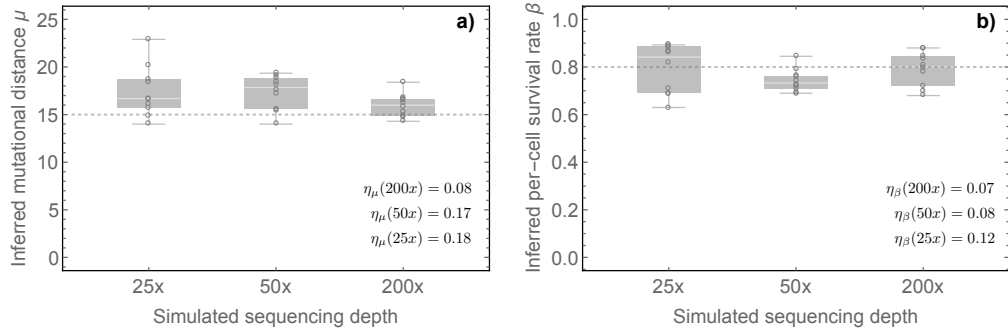 a)
Inferred mutational distance μ
25
20
15
10
5
0
η_μ(200x) = 0.08
η_μ(50x) = 0.17
η_μ(25x) = 0.18
25x 50x 200x
Simulated sequencing depth
b)
Inferred per-cell survival rate β
1.0
0.8
0.6
0.4
0.2
0.0
η_β(200x) = 0.07
η_β(50x) = 0.08
η_β(25x) = 0.12
25x 50x 200x
Simulated sequencing depth